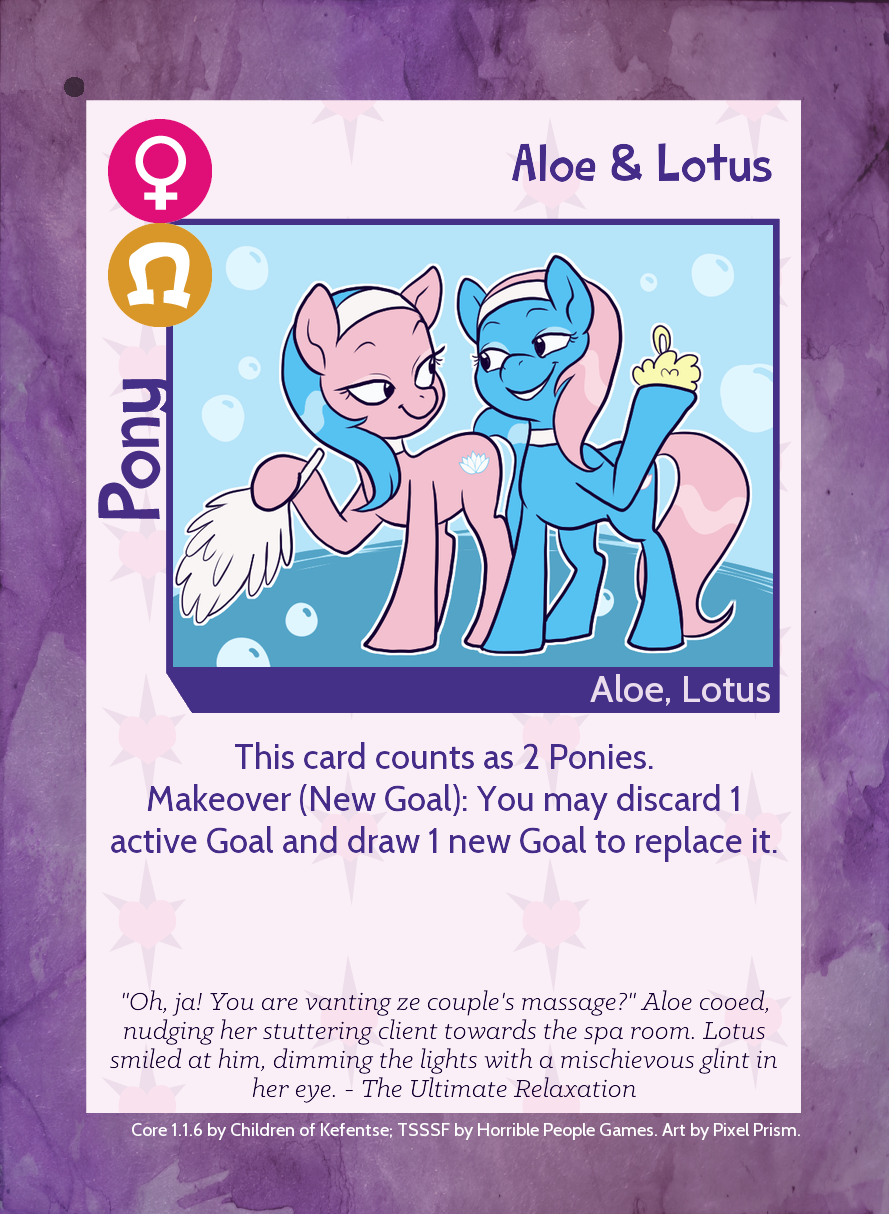 Aloe & Lotus
Pony
Aloe, Lotus
This card counts as 2 Ponies.
Makeover (New Goal): You may discard 1
active Goal and draw 1 new Goal to replace it.
"Oh, ja! You are vanting ze couple's massage?" Aloe cooed,
nudging her stuttering client towards the spa room. Lotus
smiled at him, dimming the lights with a mischievous glint in
her eye. - The Ultimate Relaxation
Core 1.1.6 by Children of Kefentse; TSSSF by Horrible People Games. Art by Pixel Prism.